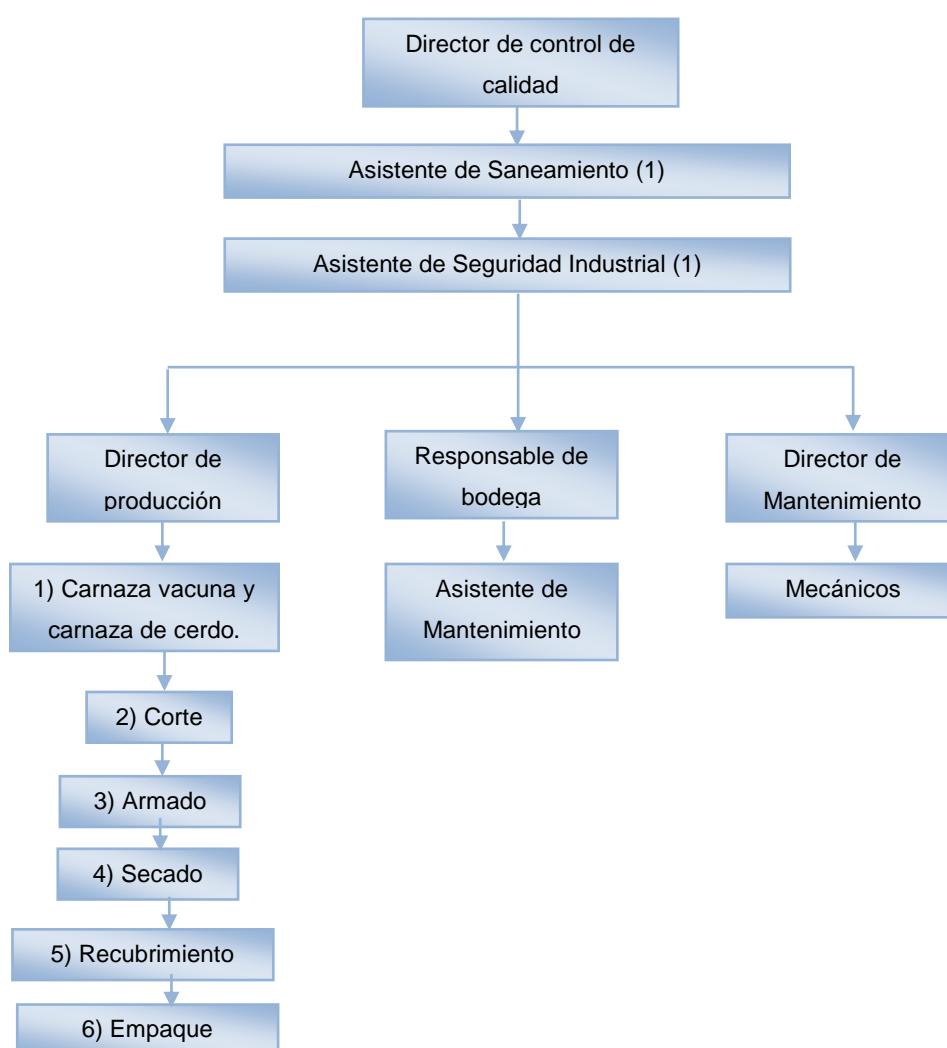 Director de control de
calidad
Asistente de Saneamiento (1)
Asistente de Seguridad Industrial (1)
Director de
producción
Responsable de
bodega
Director de
Mantenimiento
1) Carnaza vacuna y
carnaza de cerdo.
Asistente de
Mantenimiento
Mecánicos
2) Corte
3) Armado
4) Secado
5) Recubrimiento
6) Empaque